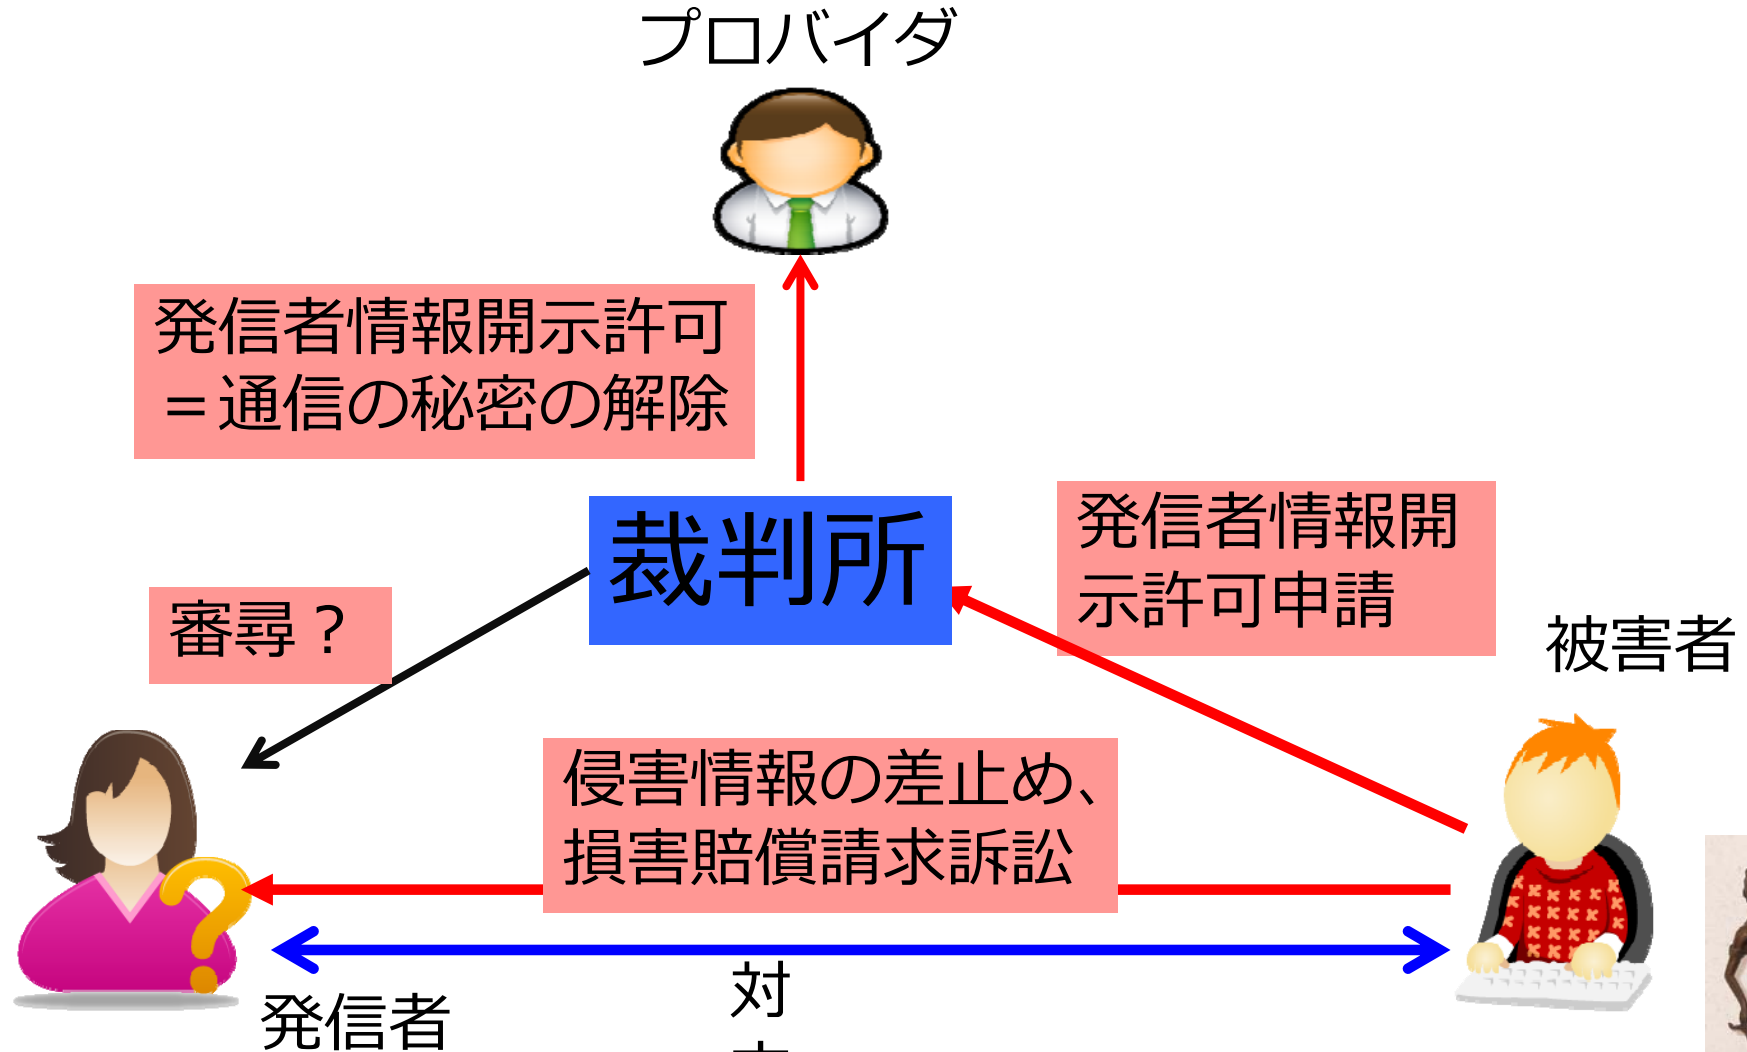 プロバイダ
発信者情報開示許可
＝通信の秘密の解除
裁判所
発信者情報開
示許可申請
審尋？
被害者
侵害情報の差止め、
損害賠償請求訴訟
対
発信者